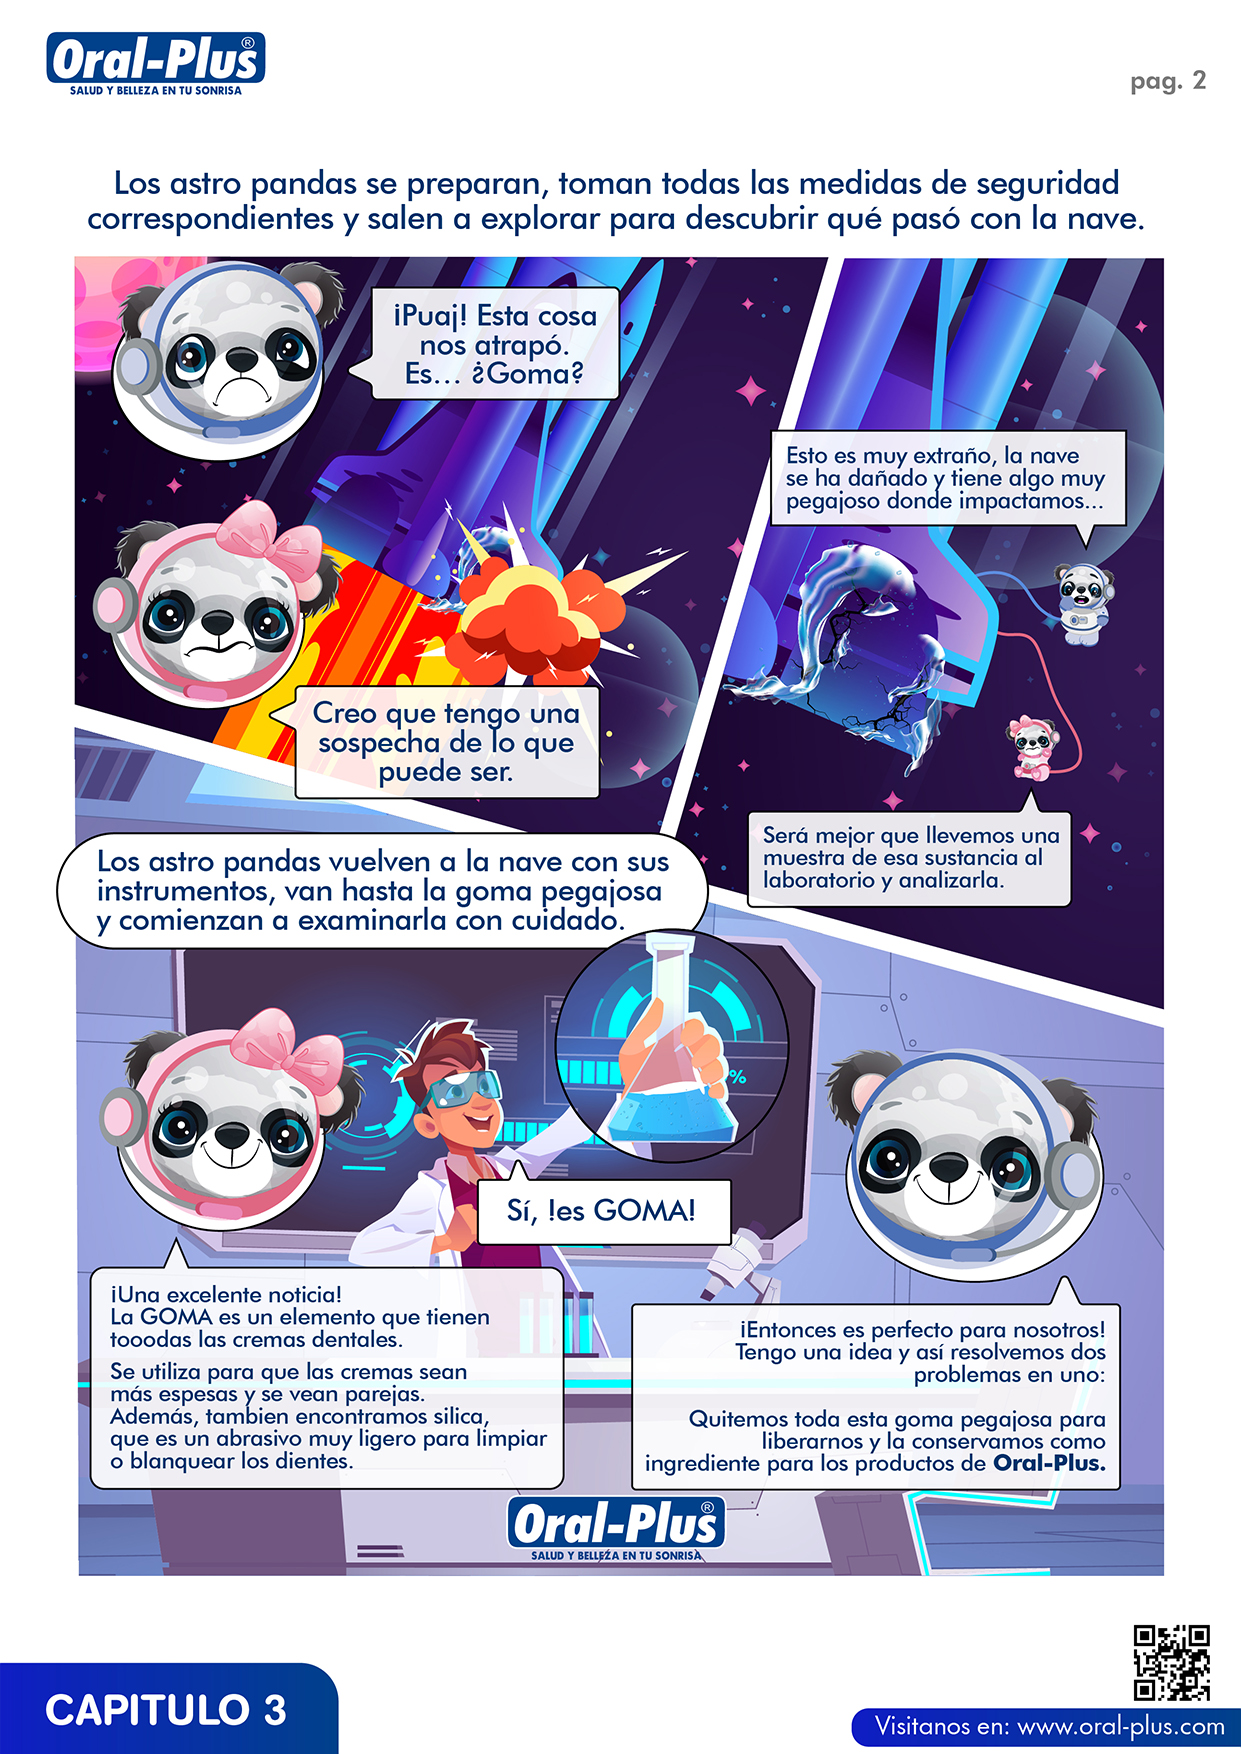 Oral-Plus®
SALUD Y BELLEZA EN TU SONRISA
pag. 2
Los astro pandas se preparan, toman todas las medidas de seguridad
correspondientes y salen a explorar para descubrir qué pasó con la nave.
¡Puaj! Esta cosa
nos atrapó.
Es... ¿Goma?
Esto es muy extraño, la nave
se ha dañado y tiene algo muy
pegajoso donde impactamos...
Creo que tengo una
sospecha de lo que
puede ser.
Será mejor que llevemos una
muestra de esa sustancia al
laboratorio y analizarla.
Los astro pandas vuelven a la nave con sus
instrumentos, van hasta la goma pegajosa
y comienzan a examinarla con cuidado.
%
Sí, !es GOMA!
¡Una excelente noticia!
La GOMA es un elemento que tienen
tooodas las cremas dentales.
Se utiliza para que las cremas sean
más espesas y se vean parejas.
Además, tambien encontramos silica,
que es un abrasivo muy ligero para limpiar
o blanquear los dientes.
¡Entonces es perfecto para nosotros!
Tengo una idea y así resolvemos dos
problemas en uno:
Quitemos toda esta goma pegajosa para
liberarnos y la conservamos como
ingrediente para los productos de Oral-Plus.
Oral-Plus®
SALUD Y BELLEZA EN TU SONRISA
CAPITULO 3
Visitanos en: www.oral-plus.com